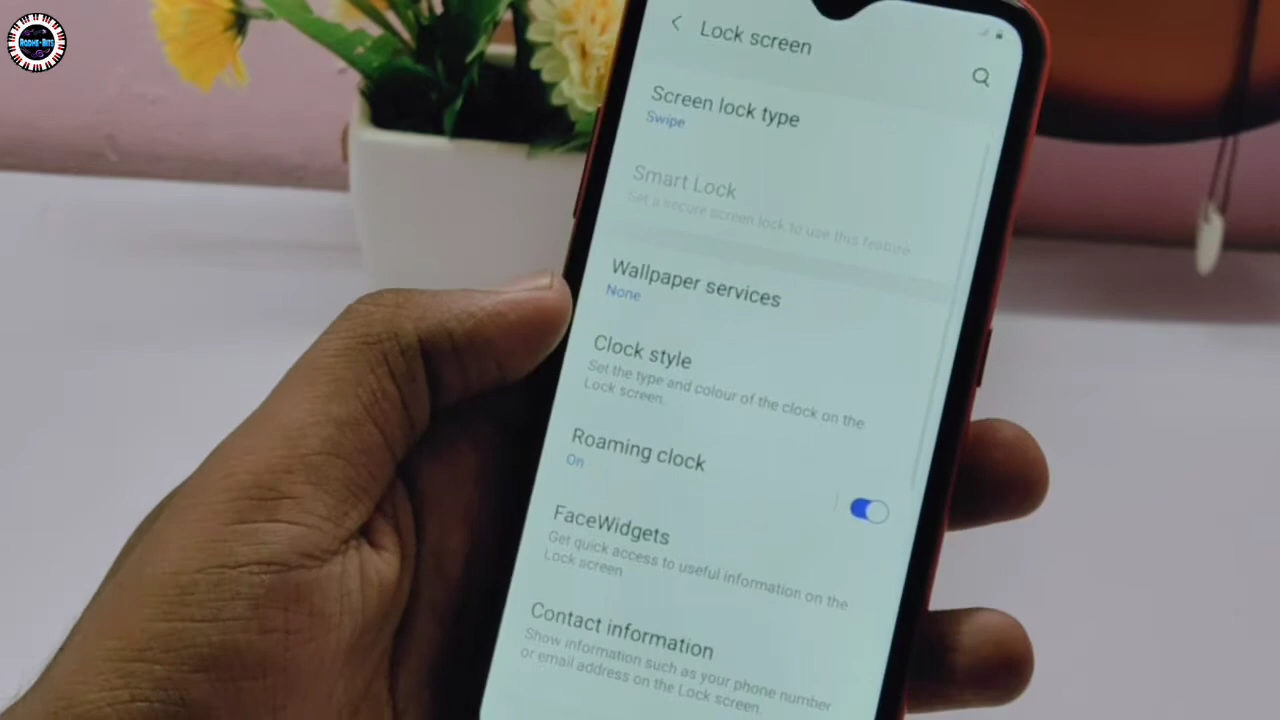 RODHE-BITS
Lock screen
Screen lock type
Swipe
Smart Lock
Set a secure screen lock to use this feature
Wallpaper services
None
Clock style
Set the type and colour of the clock on the
Lock screen.
Roaming clock
On
FaceWidgets
Get quick access to useful information on the
Lock screen
Contact information
Show information such as your phone number
or email address on the Lock screen.